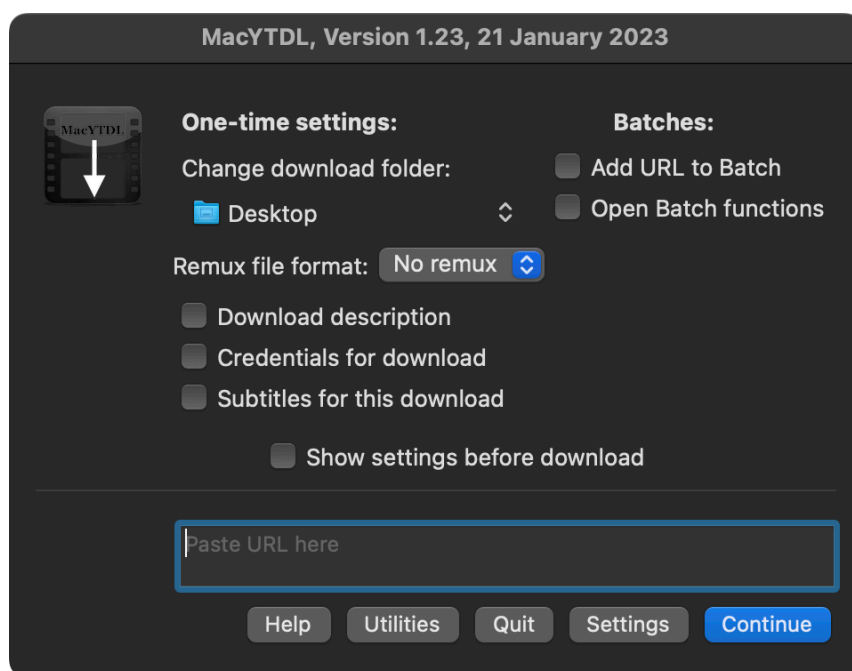 MacYTDL, Version 1.23, 21 January 2023
MacYTDL
One-time settings:
Batches:
Change download folder:
Add URL to Batch
Desktop
Open Batch functions
Remux file format: No remux
Download description
Credentials for download
Subtitles for this download
Show settings before download
Paste URL here
Help Utilities Quit Settings Continue